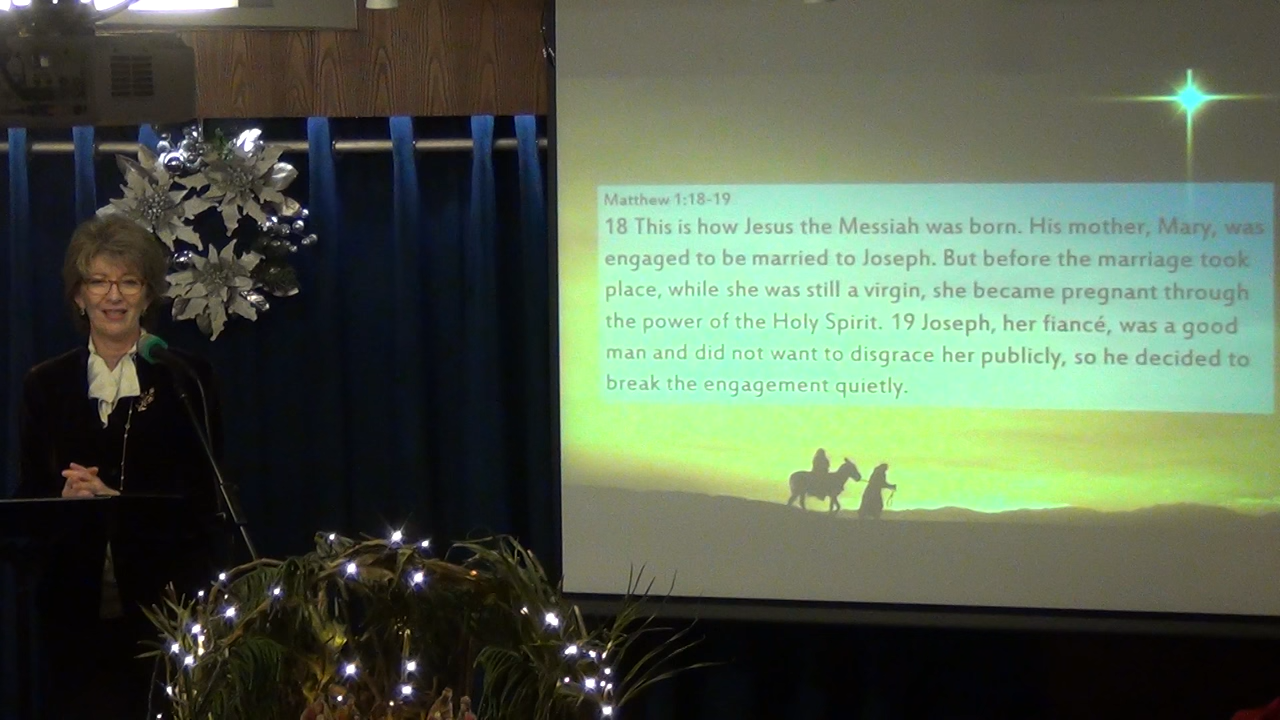 Matthew 1:18-19
18 This is how Jesus the Messiah was born. His mother, Mary, was
engaged to be married to Joseph. But before the marriage took
place, while she was still a virgin, she became pregnant through
the power of the Holy Spirit. 19 Joseph, her fiancé, was a good
man and did not want to disgrace her publicly, so he decided to
break the engagement quietly.